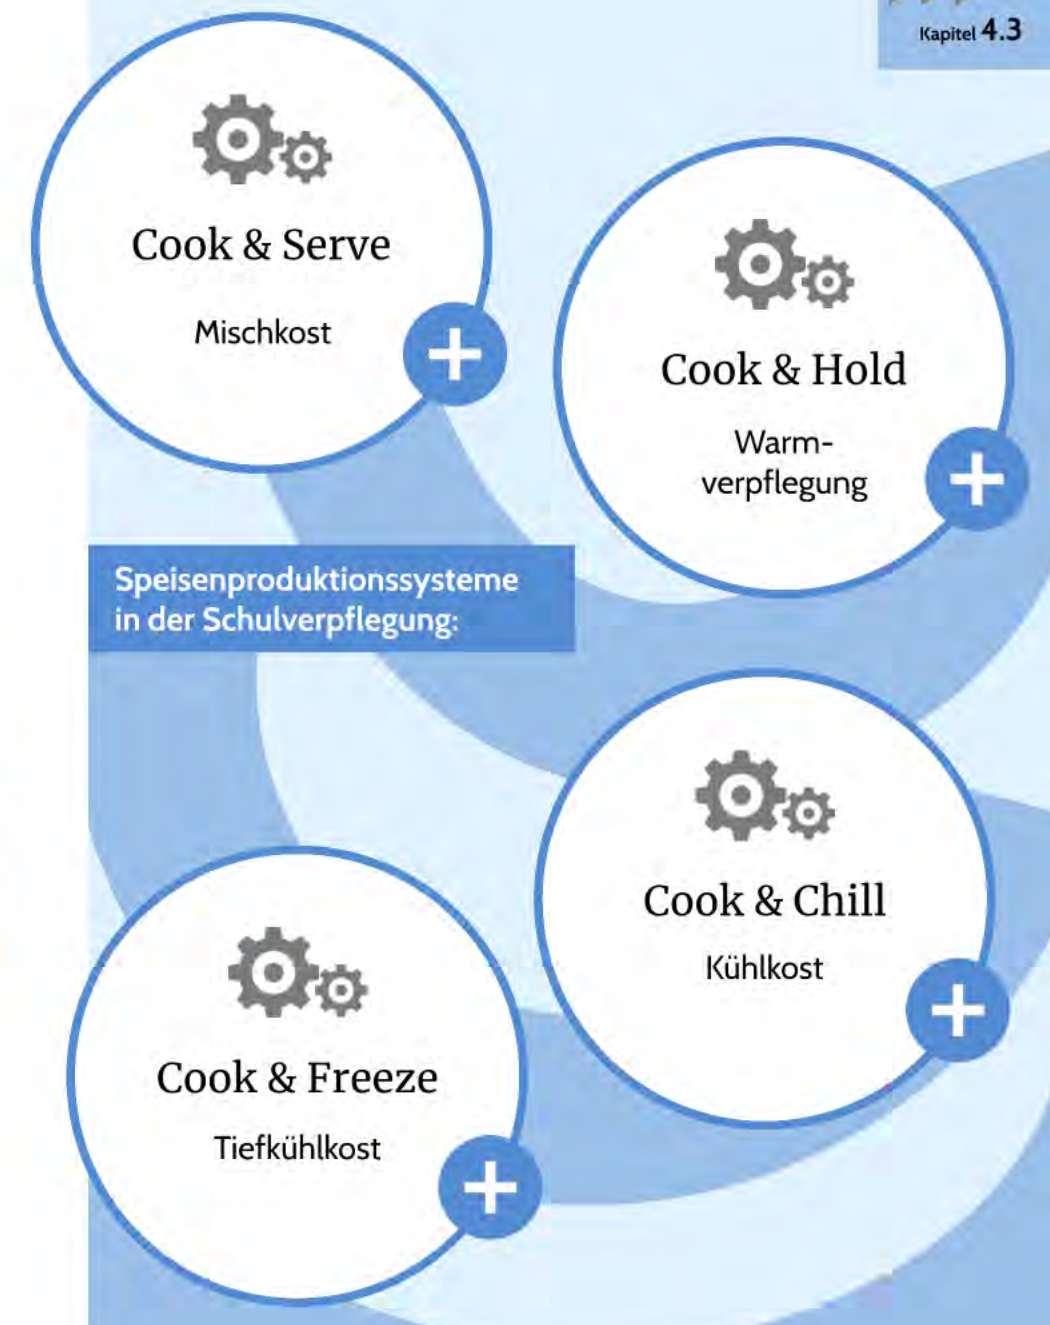 Kapitel 4.3
Cook & Serve
Mischkost
Cook & Hold
Warm-
verpflegung
Speisenproduktionssysteme
in der Schulverpflegung:
Cook & Chill
Kühlkost
Cook & Freeze
Tiefkühlkost